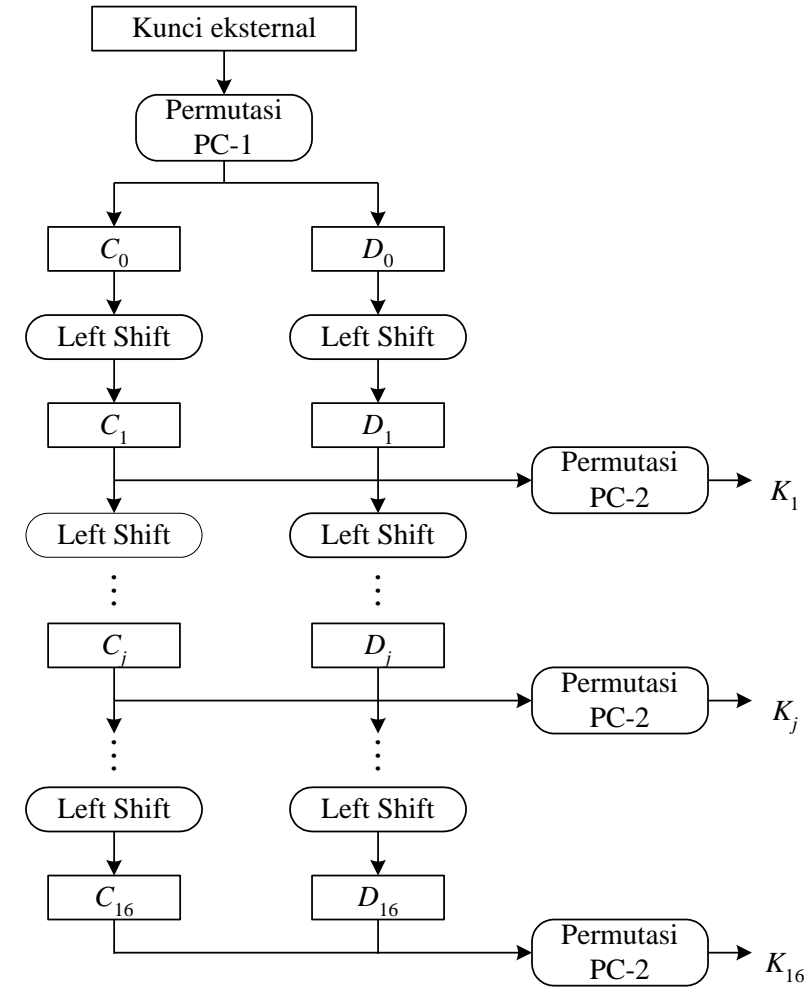 Kunci eksternal
Permutasi
PC-1
C₀
D₀
Left Shift
Left Shift
C₁
D₁
Permutasi
PC-2
K₁
Left Shift
Left Shift
⋮
⋮
Cⱼ
Dⱼ
Permutasi
PC-2
Kⱼ
⋮
⋮
Left Shift
Left Shift
C₁₆
D₁₆
Permutasi
PC-2
K₁₆